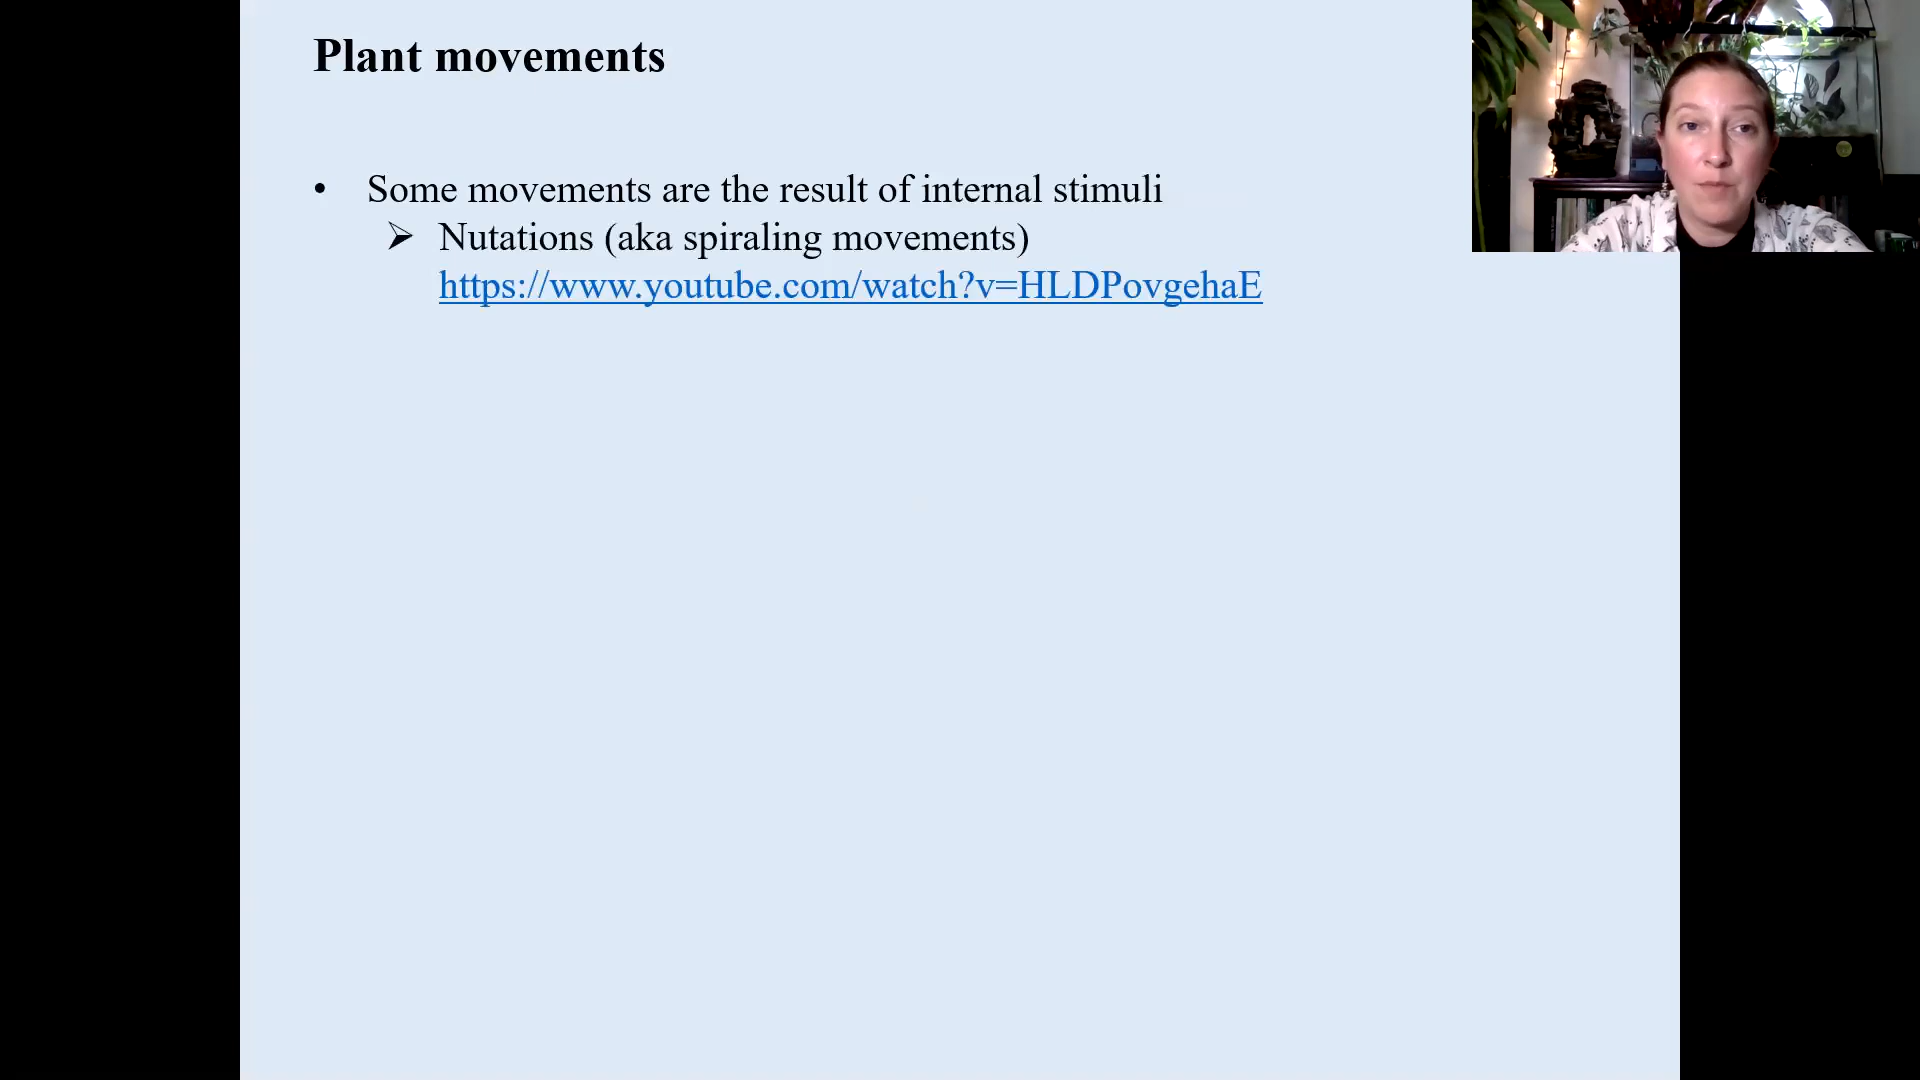 Plant movements
• Some movements are the result of internal stimuli
➢ Nutations (aka spiraling movements)
https://www.youtube.com/watch?v=HLDPovgehaE